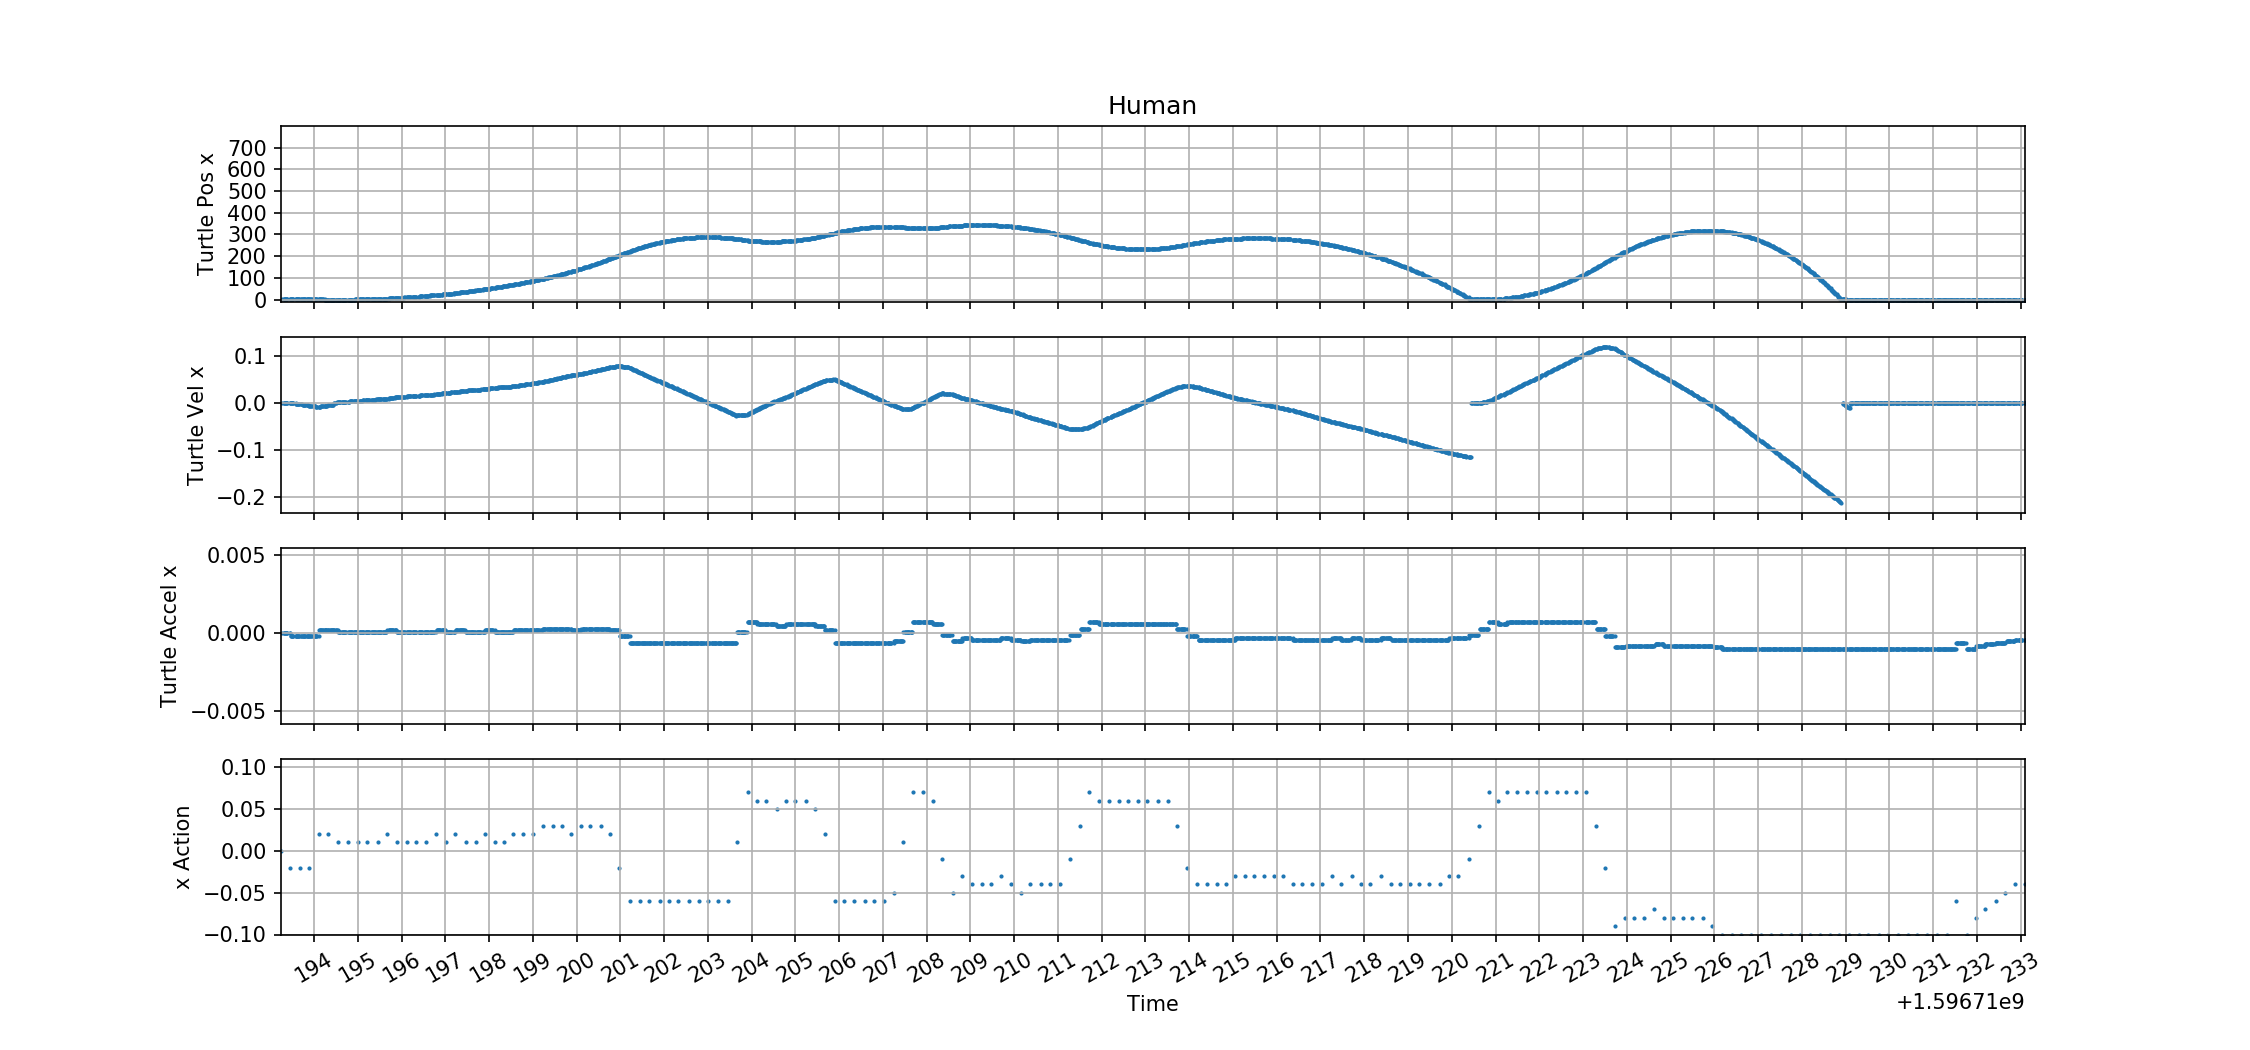 Human
Turtle Pos x
700
600
500
400
300
200
100
0
Turtle Vel x
0.1
0.0
−0.1
−0.2
Turtle Accel x
0.005
0.000
−0.005
x Action
0.10
0.05
0.00
−0.05
−0.10
194 195 196 197 198 199 200 201 202 203 204 205 206 207 208 209 210 211 212 213 214 215 216 217 218 219 220 221 222 223 224 225 226 227 228 229 230 231 232 233
Time
+1.59671e9